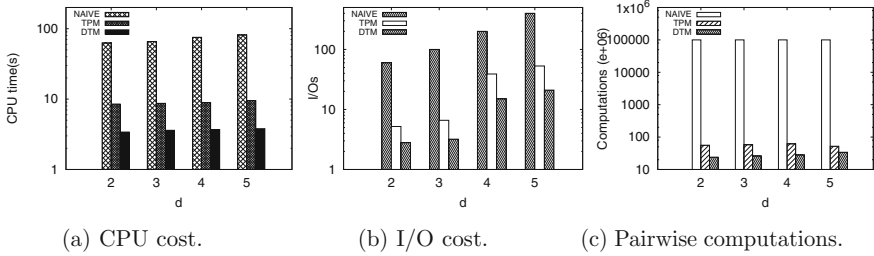 NAIVE
TPM
DTM
100
10
1
CPU time(s)
2 3 4 5
d
(a) CPU cost.
NAIVE
TPM
DTM
100
10
1
I/Os
2 3 4 5
d
(b) I/O cost.
NAIVE
TPM
DTM
1x10⁶
100000
10000
1000
100
10
Computations (e+06)
2 3 4 5
d
(c) Pairwise computations.